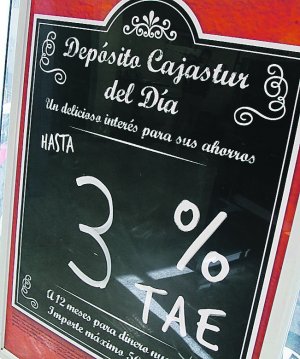 Depósito Cajastur
del Día
Un delicioso interés para sus ahorros
HASTA
3 %
TAE
A 12 meses para dinero
Importe máximo